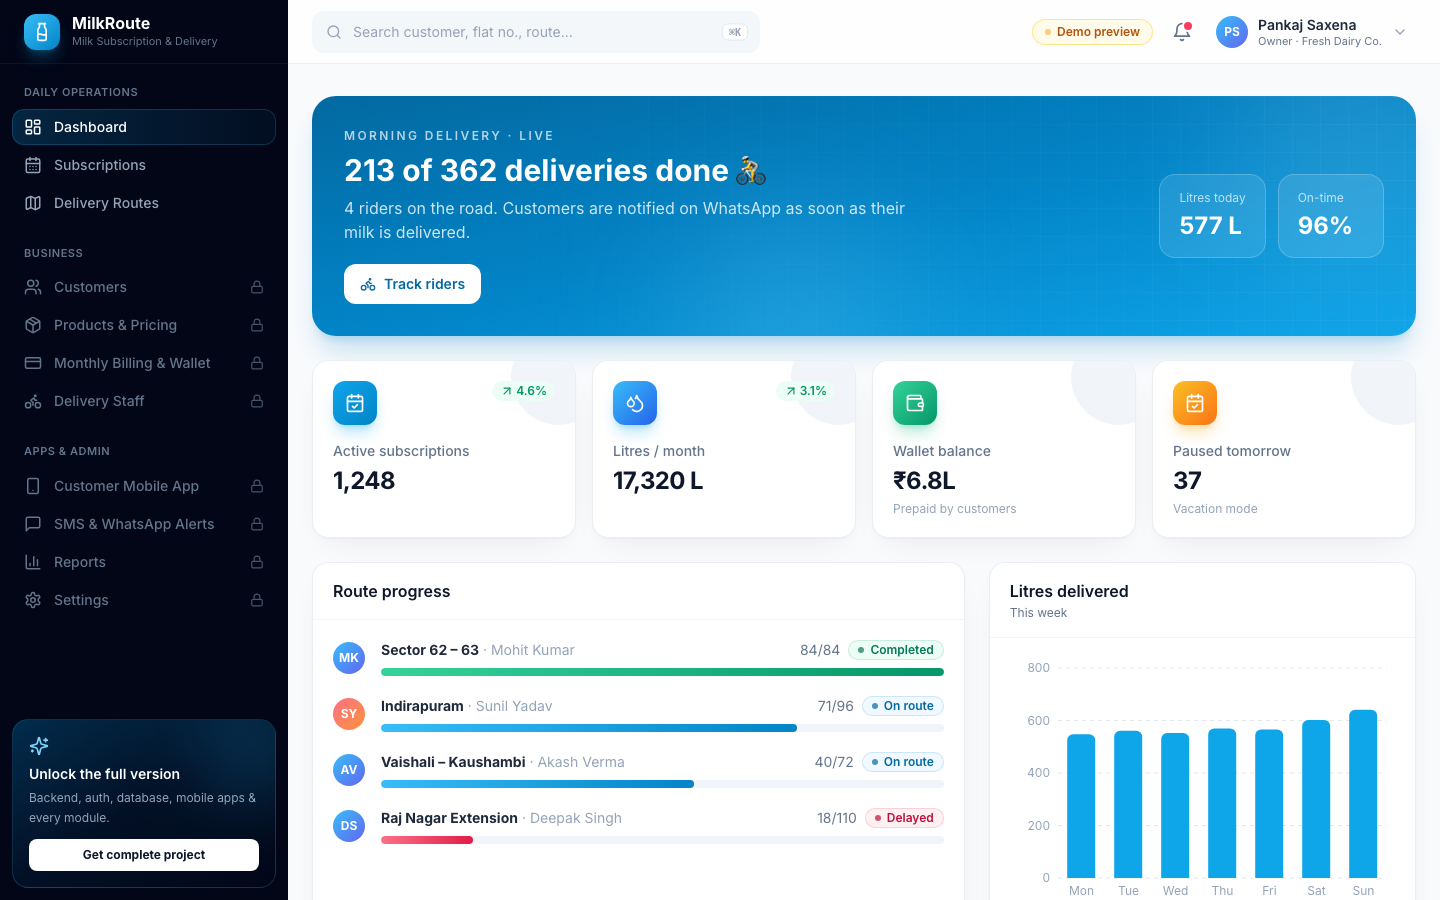 MilkRoute
Milk Subscription & Delivery
DAILY OPERATIONS
Dashboard
Subscriptions
Delivery Routes
BUSINESS
Customers
Products & Pricing
Monthly Billing & Wallet
Delivery Staff
APPS & ADMIN
Customer Mobile App
SMS & WhatsApp Alerts
Reports
Settings
Unlock the full version
Backend, auth, database, mobile apps &
every module.
Get complete project
Search customer, flat no., route...
⌘K
Demo preview
PS
Pankaj Saxena
Owner · Fresh Dairy Co.
MORNING DELIVERY · LIVE
213 of 362 deliveries done 🚴
4 riders on the road. Customers are notified on WhatsApp as soon as their
milk is delivered.
Track riders
Litres today
577 L
On-time
96%
4.6%
Active subscriptions
1,248
3.1%
Litres / month
17,320 L
Wallet balance
₹6.8L
Prepaid by customers
Paused tomorrow
37
Vacation mode
Route progress
MK Sector 62 – 63 · Mohit Kumar 84/84 Completed
SY Indirapuram · Sunil Yadav 71/96 On route
AV Vaishali – Kaushambi · Akash Verma 40/72 On route
DS Raj Nagar Extension · Deepak Singh 18/110 Delayed
Litres delivered
This week
800
600
400
200
0
Mon Tue Wed Thu Fri Sat Sun